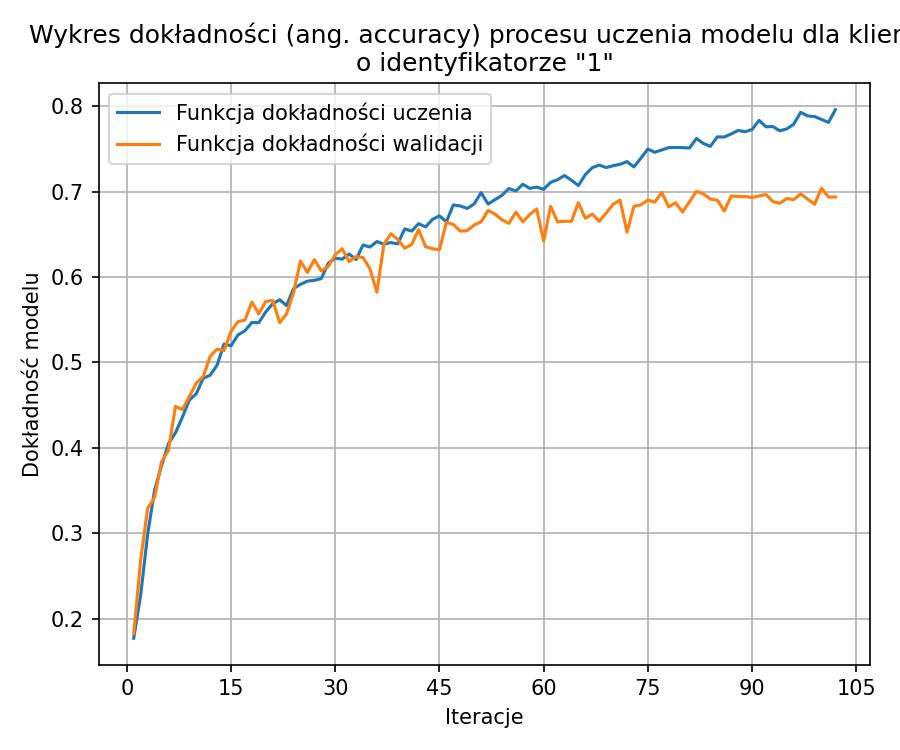 Wykres dokładności (ang. accuracy) procesu uczenia modelu dla
o identyfikatorze "1"
Funkcja dokładności uczenia
Funkcja dokładności walidacji
0.8
0.7
0.6
0.5
0.4
0.3
0.2
Dokładność modelu
0 15 30 45 60 75 90 105
Iteracje